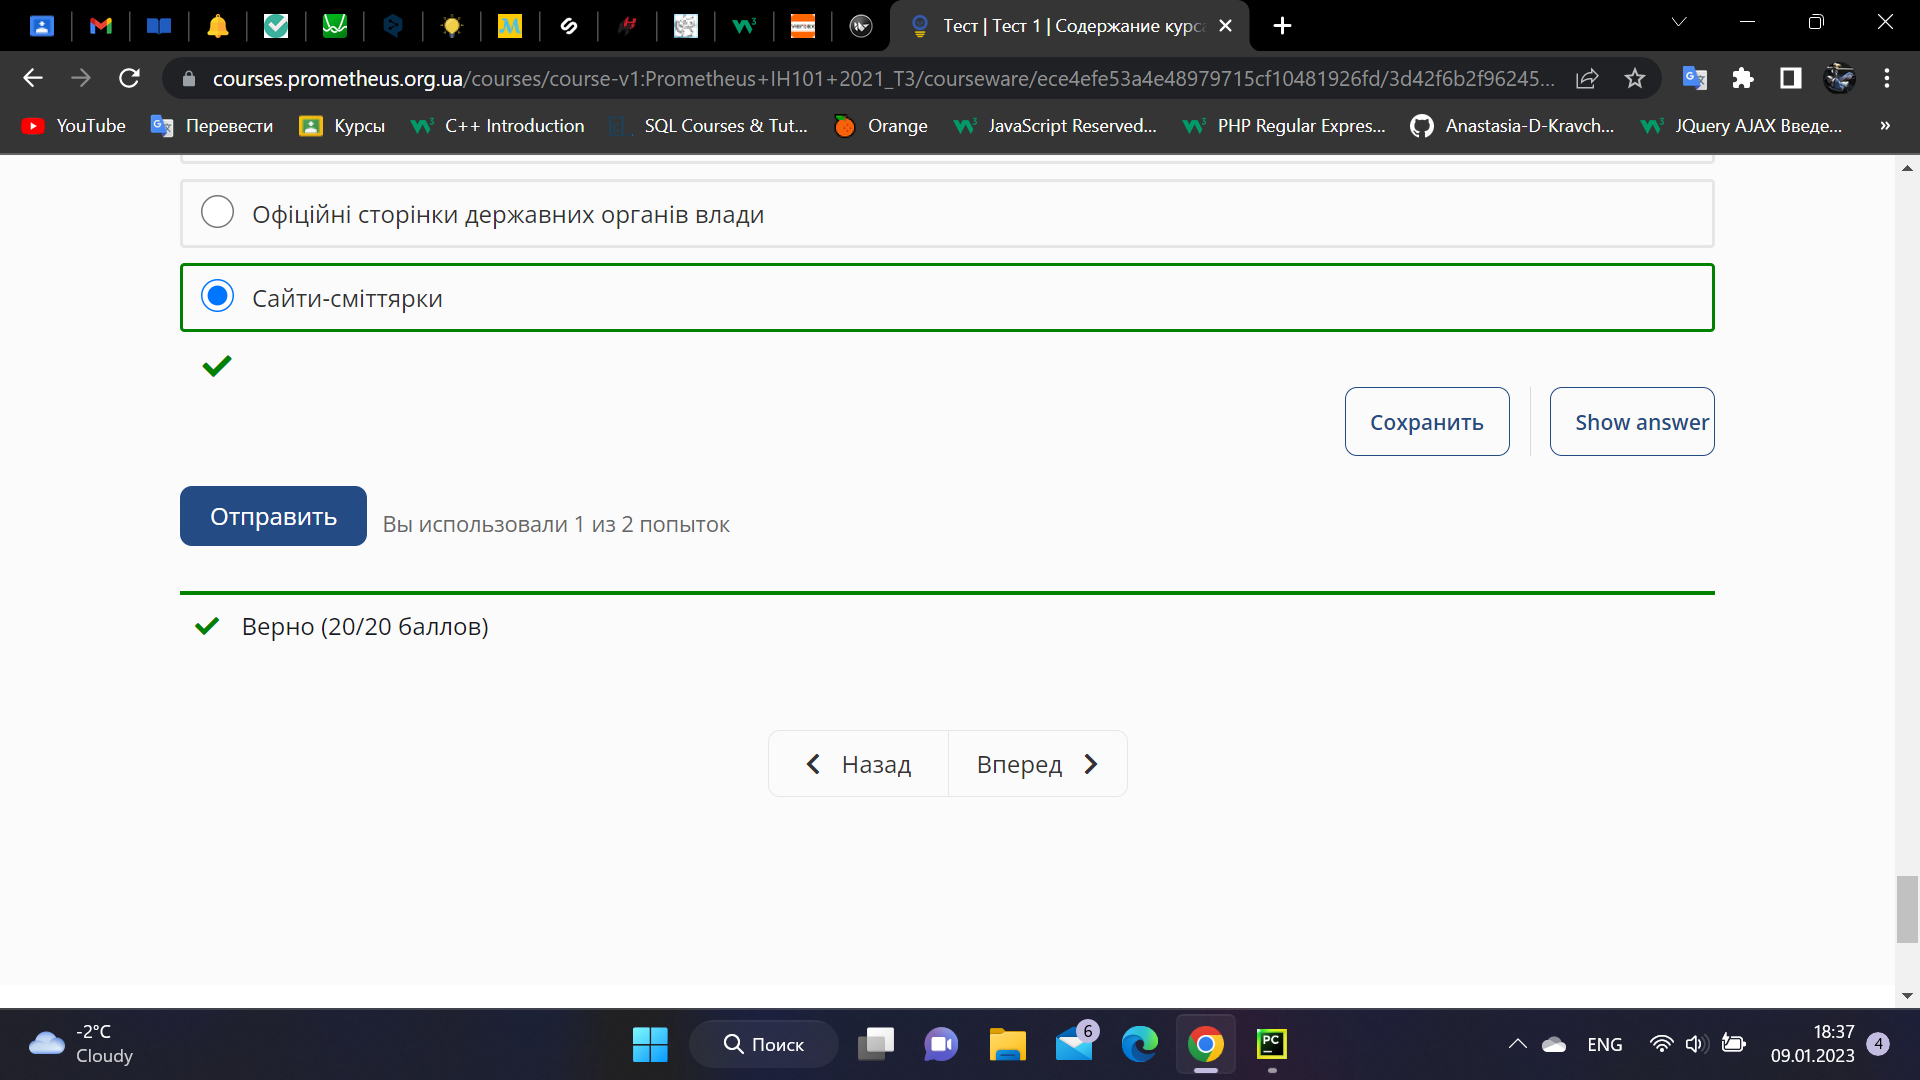 Тест | Тест 1 | Содержание курса
courses.prometheus.org.ua/courses/course-v1:Prometheus+IH101+2021_T3/courseware/ece4efe53a4e48979715cf10481926fd/3d42f6b2f96245...
YouTube Перевести Курсы C++ Introduction SQL Courses & Tut... Orange JavaScript Reserved... PHP Regular Expres... Anastasia-D-Kravch... JQuery AJAX Введе... »
Офіційні сторінки державних органів влади
Сайти-сміттярки
Сохранить Show answer
Отправить Вы использовали 1 из 2 попыток
Верно (20/20 баллов)
Назад Вперед
-2°C
Cloudy
Поиск
6
PC
ENG
18:37
09.01.2023
4